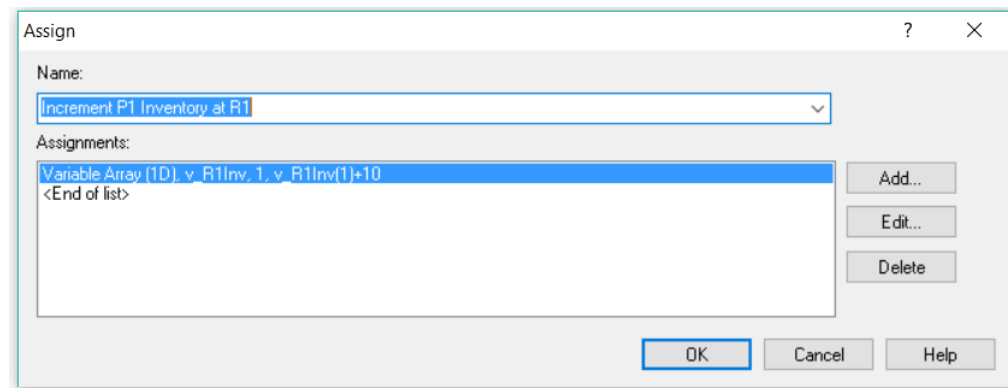 Assign
?
Name:
Increment P1 Inventory at R1
Assignments:
Variable Array (1D), v_R1Inv, 1, v_R1Inv(1)+10
<End of list>
Add...
Edit...
Delete
OK
Cancel
Help